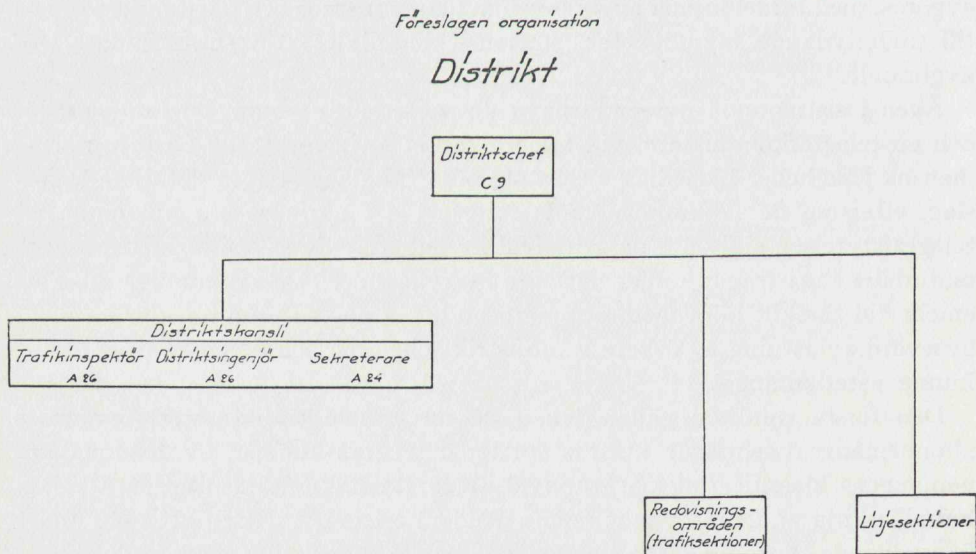 Föreslagen organisation
Distrikt
Distriktschef
C 9
Distriktskansli
Trafikinspektör Distriktsingenjör Sekreterare
A 26 A 26 A 24
Redovisnings-
områden
(trafiksektioner)
Linjesektioner